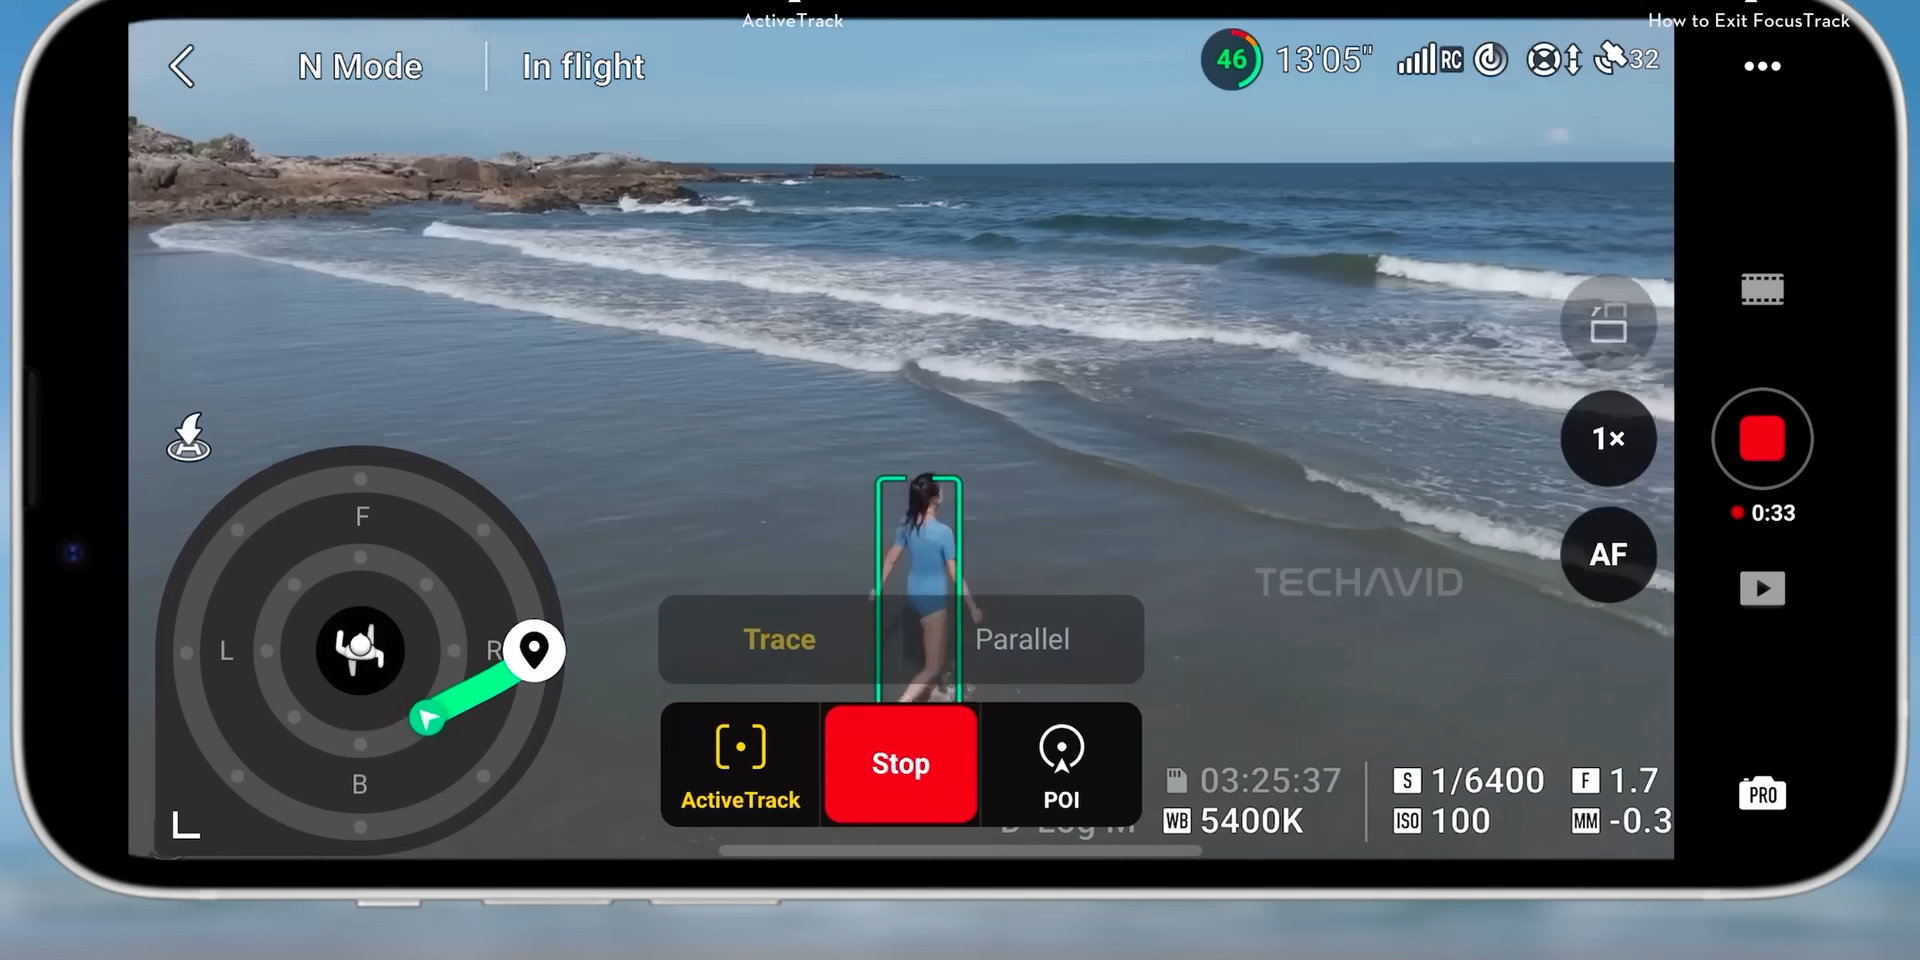 ActiveTrack
How to Exit FocusTrack
N Mode
In flight
46
13'05"
RC
32
F
L
R
B
1×
AF
0:33
TECHAVID
Trace
Parallel
ActiveTrack
Stop
POI
D-Log M
03:25:37
S 1/6400
F 1.7
WB 5400K
ISO 100
MM -0.3
PRO